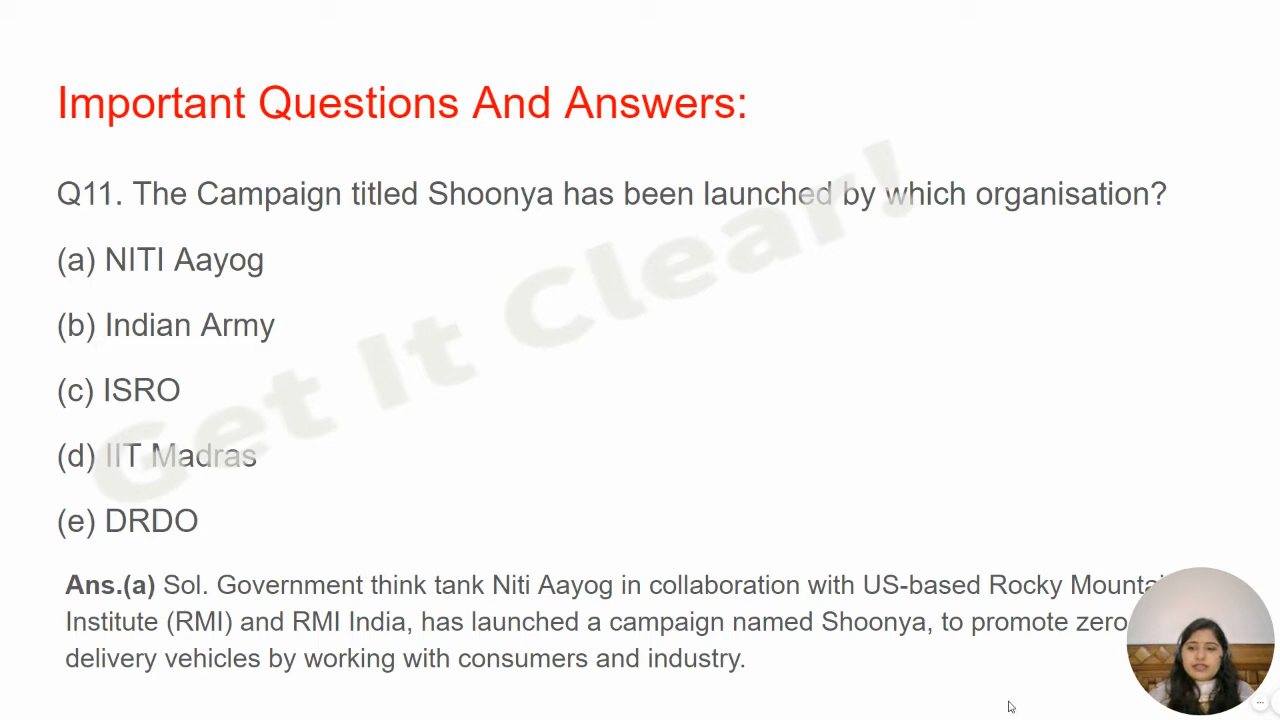 Important Questions And Answers:
Q11. The Campaign titled Shoonya has been launched by which organisation?
(a) NITI Aayog
(b) Indian Army
(c) ISRO
(d) IIT Madras
(e) DRDO
Get It Clear!
Ans.(a) Sol. Government think tank Niti Aayog in collaboration with US-based Rocky
Institute (RMI) and RMI India, has launched a campaign named Shoonya, to promote zero
delivery vehicles by working with consumers and industry.